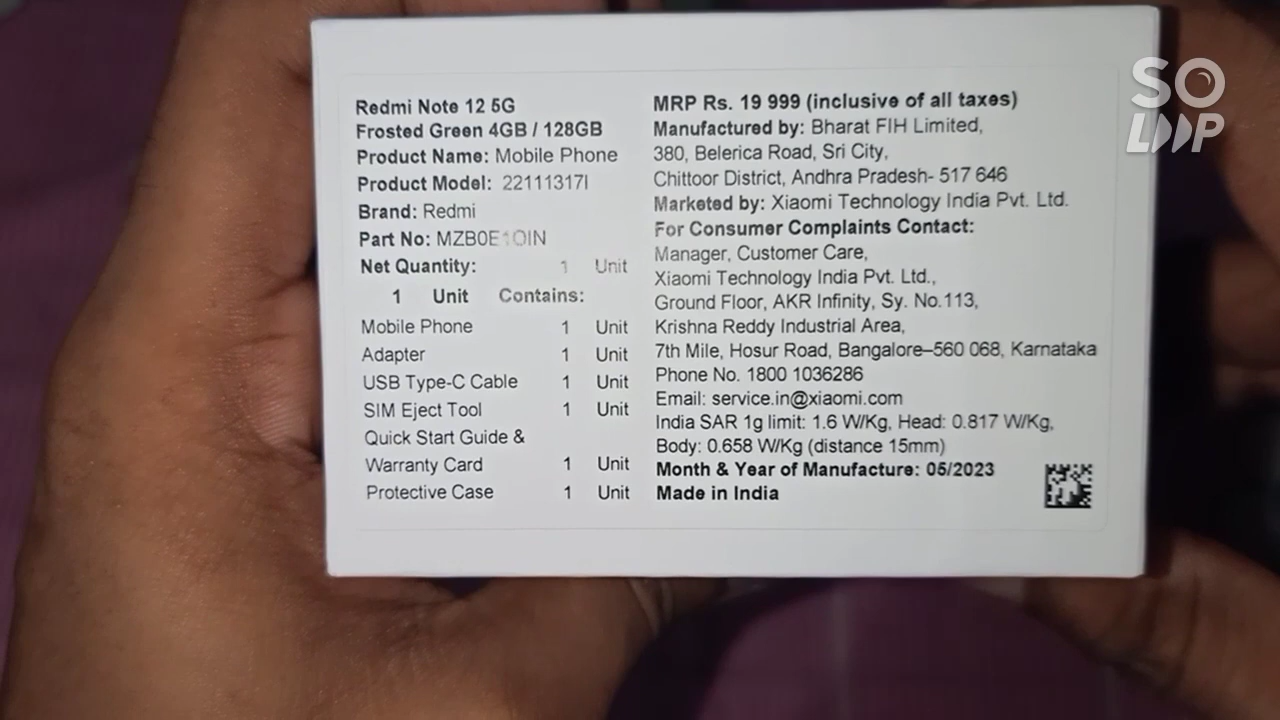 Redmi Note 12 5G
Frosted Green 4GB / 128GB
Product Name: Mobile Phone
Product Model: 22111317I
Brand: Redmi
Part No:
Net Quantity: 1 Unit
1 Unit Contains:
Mobile Phone 1 Unit
Adapter 1 Unit
USB Type-C Cable 1 Unit
SIM Eject Tool 1 Unit
Quick Start Guide &
Warranty Card 1 Unit
Protective Case 1 Unit
MRP Rs. 19 999 (inclusive of all taxes)
Manufactured by: Bharat FIH Limited,
380, Belerica Road, Sri City,
Chittoor District, Andhra Pradesh- 517 646
Marketed by: Xiaomi Technology India Pvt. Ltd.
For Consumer Complaints Contact:
Manager, Customer Care,
Xiaomi Technology India Pvt. Ltd.,
Ground Floor, AKR Infinity, Sy. No.113,
Krishna Reddy Industrial Area,
7th Mile, Hosur Road, Bangalore–560 068, Karnataka
Phone No. 1800 1036286
Email: service.in@xiaomi.com
India SAR 1g limit: 1.6 W/Kg, Head: 0.817 W/Kg,
Body: 0.658 W/Kg (distance 15mm)
Month & Year of Manufacture: 05/2023
Made in India
SO
LOOP